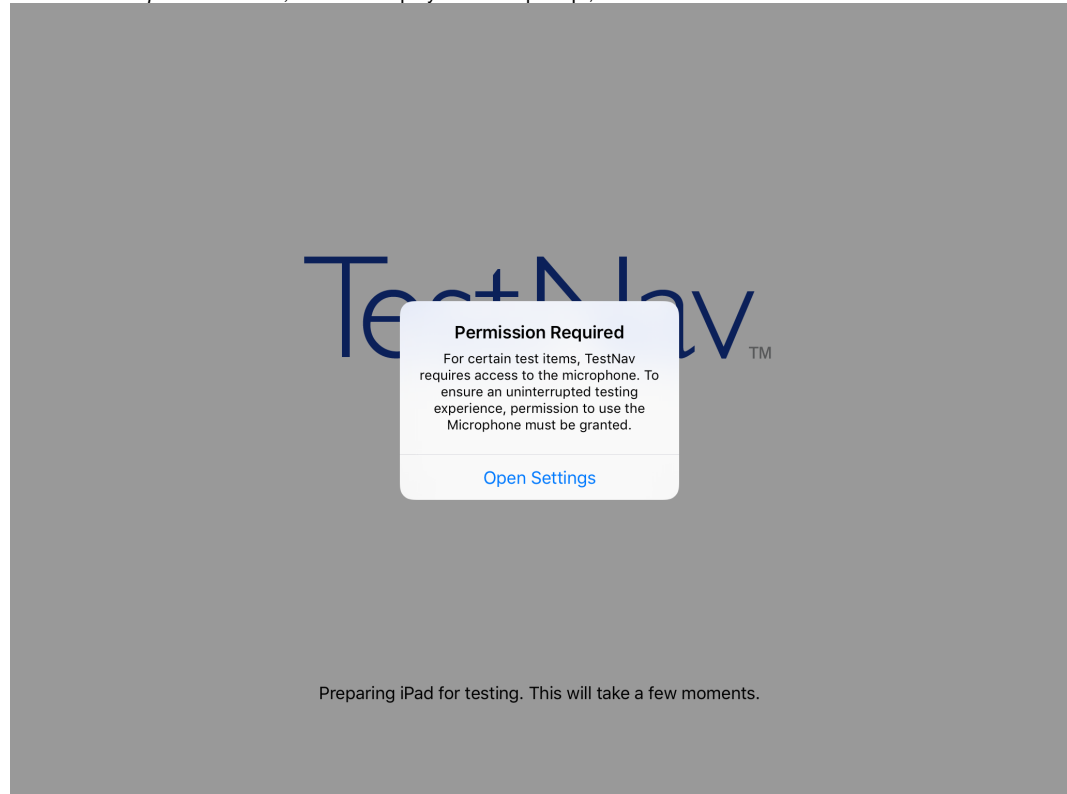 TestNav
TM
Permission Required
For certain test items, TestNav
requires access to the microphone. To
ensure an uninterrupted testing
experience, permission to use the
Microphone must be granted.
Open Settings
Preparing iPad for testing. This will take a few moments.